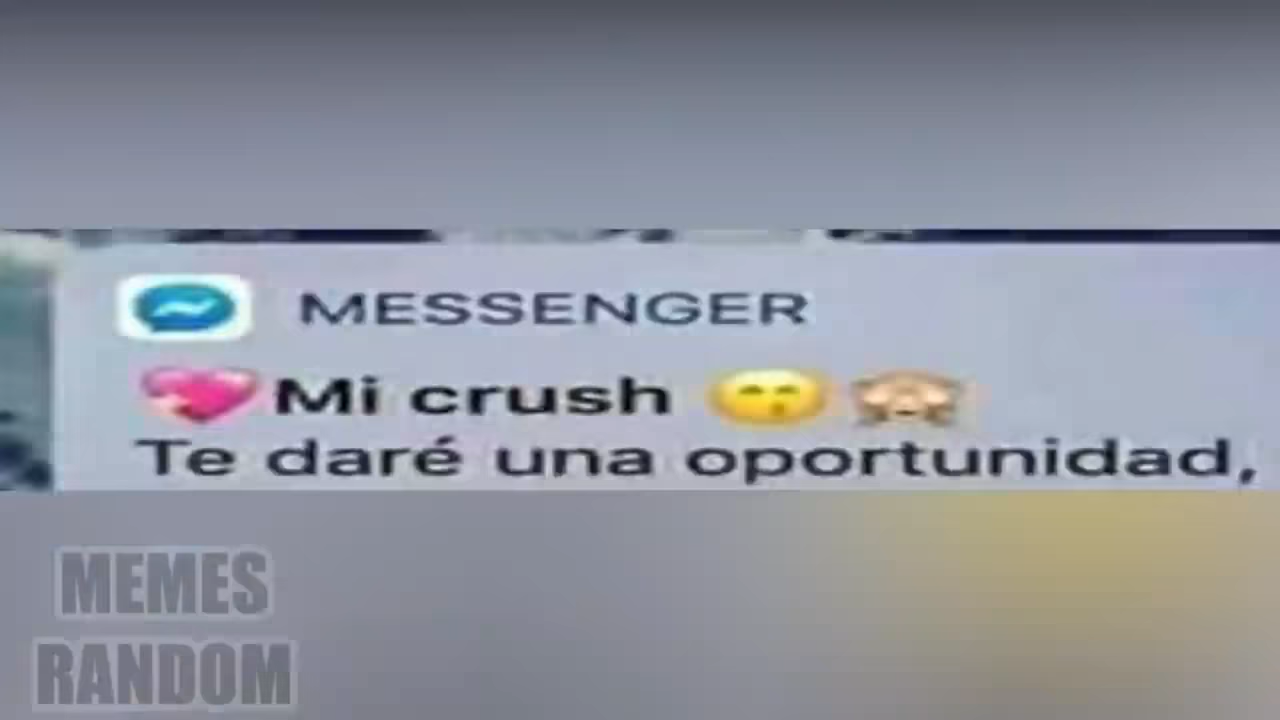 MESSENGER
💖Mi crush 😙🙈
Te daré una oportunidad,
MEMES
RANDOM